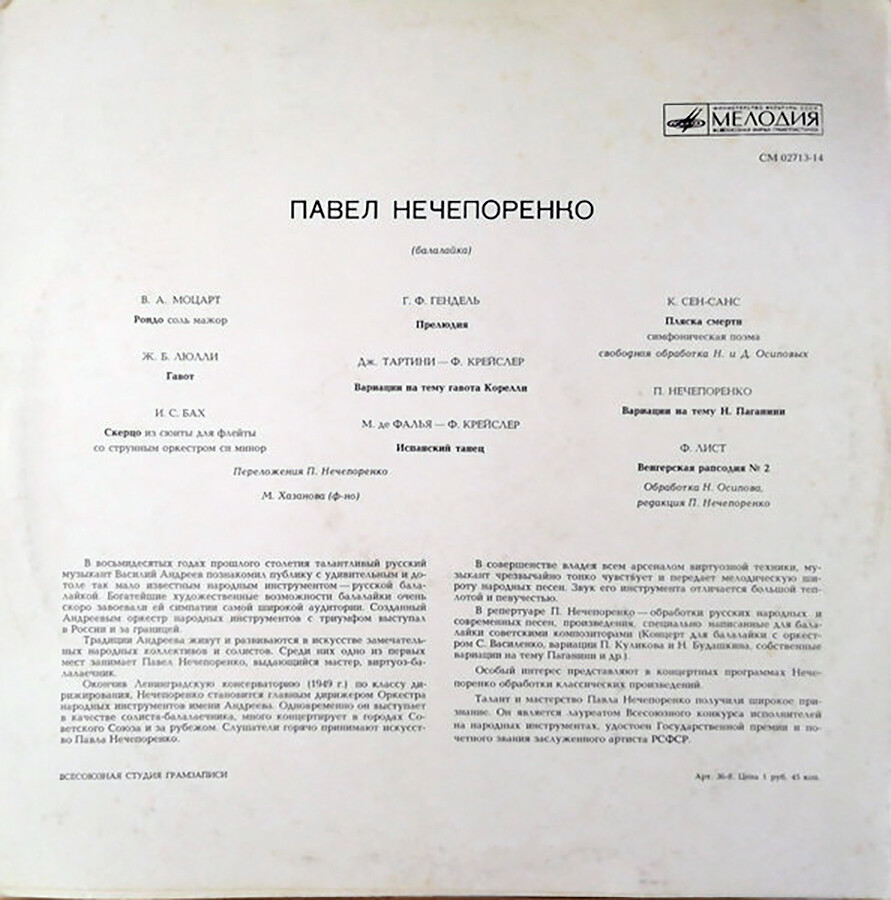 МИНИСТЕРСТВО КУЛЬТУРЫ СССР
МЕЛОДИЯ
ВСЕСОЮЗНАЯ ФИРМА ГРАМПЛАСТИНОК
СМ 02713-14
ПАВЕЛ НЕЧЕПОРЕНКО
(балалайка)
В. А. МОЦАРТ
Рондо соль мажор
Ж. Б. ЛЮЛЛИ
Гавот
И. С. БАХ
Скерцо из сюиты для флейты
со струнным оркестром си минор
Г. Ф. ГЕНДЕЛЬ
Прелюдия
Дж. ТАРТИНИ — Ф. КРЕЙСЛЕР
Вариации на тему гавота Корелли
М. де ФАЛЬЯ — Ф. КРЕЙСЛЕР
Испанский танец
Переложения П. Нечепоренко
М. Хазанова (ф-но)
К. СЕН-САНС
Пляска смерти
симфоническая поэма
свободная обработка Н. и Д. Осиповых
П. НЕЧЕПОРЕНКО
Вариации на тему Н. Паганини
Ф. ЛИСТ
Венгерская рапсодия № 2
Обработка Н. Осипова,
редакция П. Нечепоренко
В восьмидесятых годах прошлого столетия талантливый русский
музыкант Василий Андреев познакомил публику с удивительным и до-
толе так мало известным народным инструментом — русской бала-
лайкой. Богатейшие художественные возможности балалайки очень
скоро завоевали ей симпатии самой широкой аудитории. Созданный
Андреевым оркестр народных инструментов с триумфом выступал
в России и за границей.
Традиции Андреева живут и развиваются в искусстве замечатель-
ных народных коллективов и солистов. Среди них одно из первых
мест занимает Павел Нечепоренко, выдающийся мастер, виртуоз-ба-
лалаечник.
Окончив Ленинградскую консерваторию (1949 г.) по классу ди-
рижирования, Нечепоренко становится главным дирижером Оркестра
народных инструментов имени Андреева. Одновременно он выступает
в качестве солиста-балалаечника, много концертирует в городах Со-
ветского Союза и за рубежом. Слушатели горячо принимают искусст-
во Павла Нечепоренко.
В совершенстве владея всем арсеналом виртуозной техники, му-
зыкант чрезвычайно тонко чувствует и передает мелодическую ши-
роту народных песен. Звук его инструмента отличается большой теп-
лотой и певучестью.
В репертуаре П. Нечепоренко — обработки русских народных и
современных песен, произведения, специально написанные для бала-
лайки советскими композиторами (Концерт для балалайки с оркест-
ром С. Василенко, вариации П. Куликова и Н. Будашкина, собственные
вариации на тему Паганини и др.).
Особый интерес представляют в концертных программах Нече-
поренко обработки классических произведений.
Талант и мастерство Павла Нечепоренко получили широкое при-
знание. Он является лауреатом Всесоюзного конкурса исполнителей
на народных инструментах, удостоен Государственной премии и по-
четного звания заслуженного артиста РСФСР.
ВСЕСОЮЗНАЯ СТУДИЯ ГРАМЗАПИСИ
Арт. 36-8. Цена 1 руб. 45 коп.